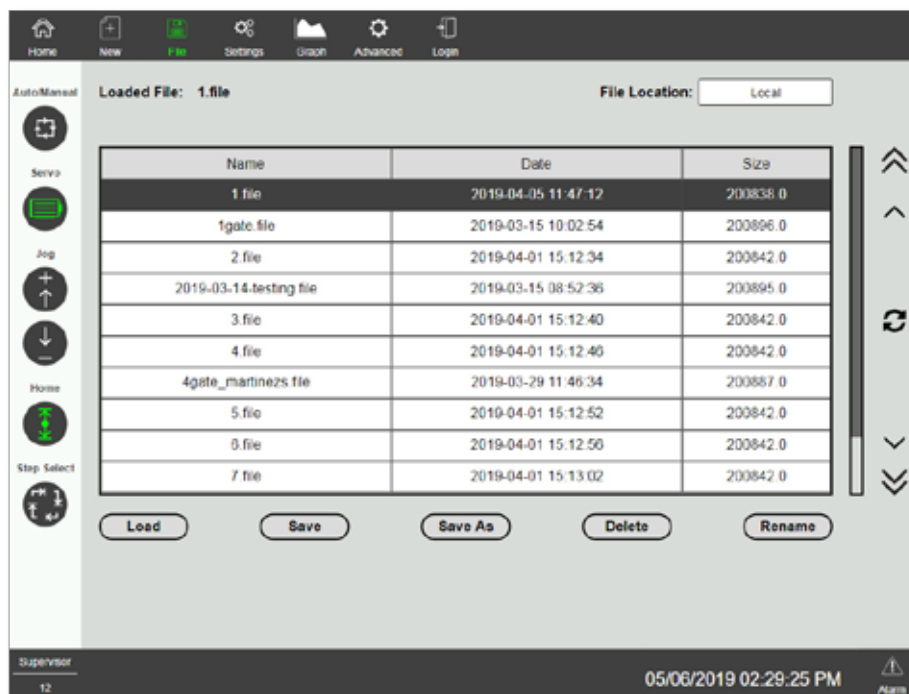 Home New File Settings Graph Advanced Login
Auto/Manual
Loaded File: 1.file File Location: Local
Servo
Name Date Size
1.file 2019-04-05 11:47:12 200838.0
1gate.file 2019-03-15 10:02:54 200896.0
Jog
2.file 2019-04-01 15:12:34 200842.0
2019-03-14-testing.file 2019-03-15 08:52:36 200895.0
3.file 2019-04-01 15:12:40 200842.0
4.file 2019-04-01 15:12:46 200842.0
4gate_martinezs.file 2019-03-29 11:46:34 200887.0
Home
5.file 2019-04-01 15:12:52 200842.0
6.file 2019-04-01 15:12:56 200842.0
Step Select
7.file 2019-04-01 15:13:02 200842.0
Load Save Save As Delete Rename
Supervisor
12
05/06/2019 02:29:25 PM
Alarm